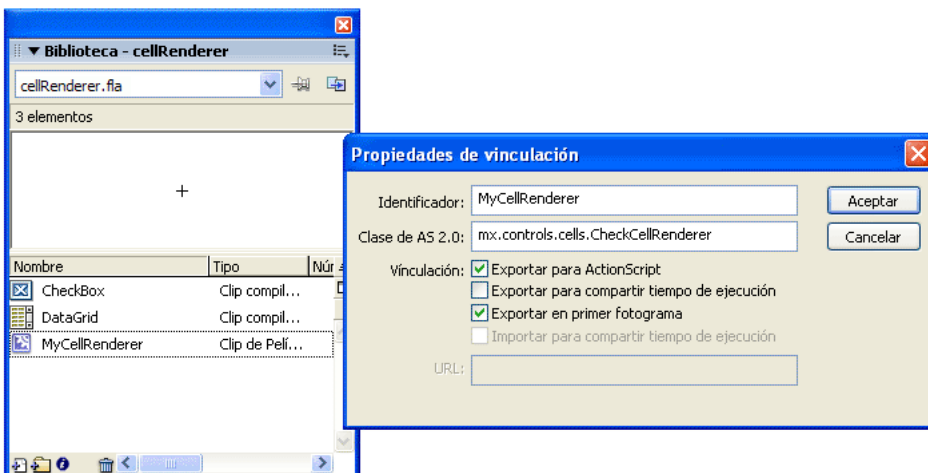 Biblioteca - cellRenderer
cellRenderer.fla
3 elementos
Nombre Tipo Núr
CheckBox Clip compil...
DataGrid Clip compil...
MyCellRenderer Clip de Pelí...
Propiedades de vinculación
Identificador: MyCellRenderer Aceptar
Clase de AS 2.0: mx.controls.cells.CheckCellRenderer Cancelar
Vínculación: Exportar para ActionScript
Exportar para compartir tiempo de ejecución
Exportar en primer fotograma
Importar para compartir tiempo de ejecución
URL: